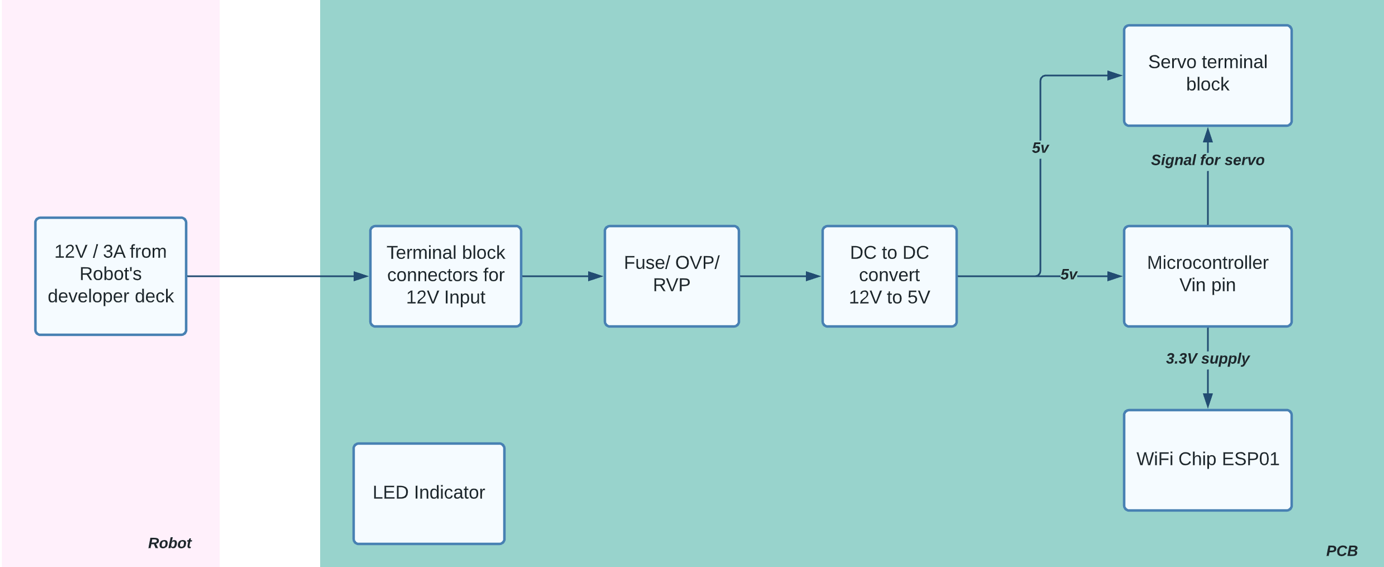 12V / 3A from
Robot's
developer deck
Robot
Terminal block
connectors for
12V Input
Fuse/ OVP/
RVP
DC to DC
convert
12V to 5V
5v
5v
Servo terminal
block
Signal for servo
Microcontroller
Vin pin
3.3V supply
WiFi Chip ESP01
LED Indicator
PCB